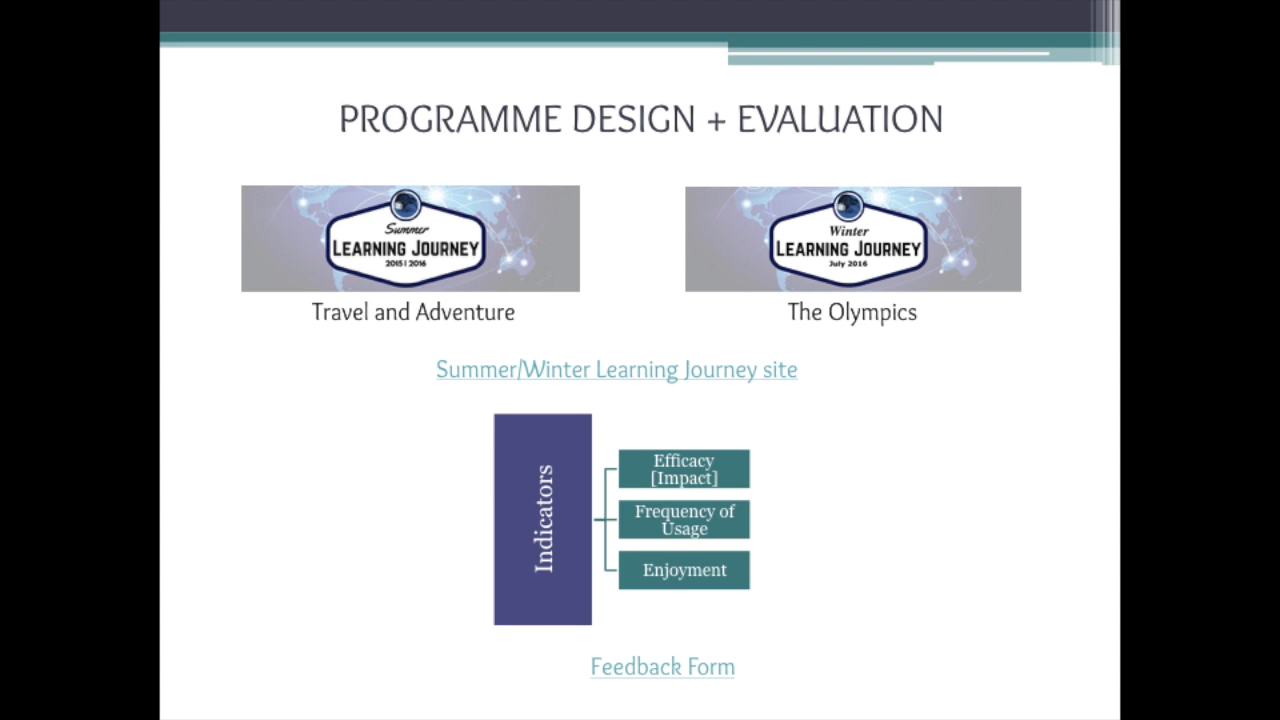 PROGRAMME DESIGN + EVALUATION
Summer
LEARNING JOURNEY
2015 | 2016
Travel and Adventure
Winter
LEARNING JOURNEY
July 2016
The Olympics
Summer/Winter Learning Journey site
Indicators
Efficacy
[Impact]
Frequency of
Usage
Enjoyment
Feedback Form